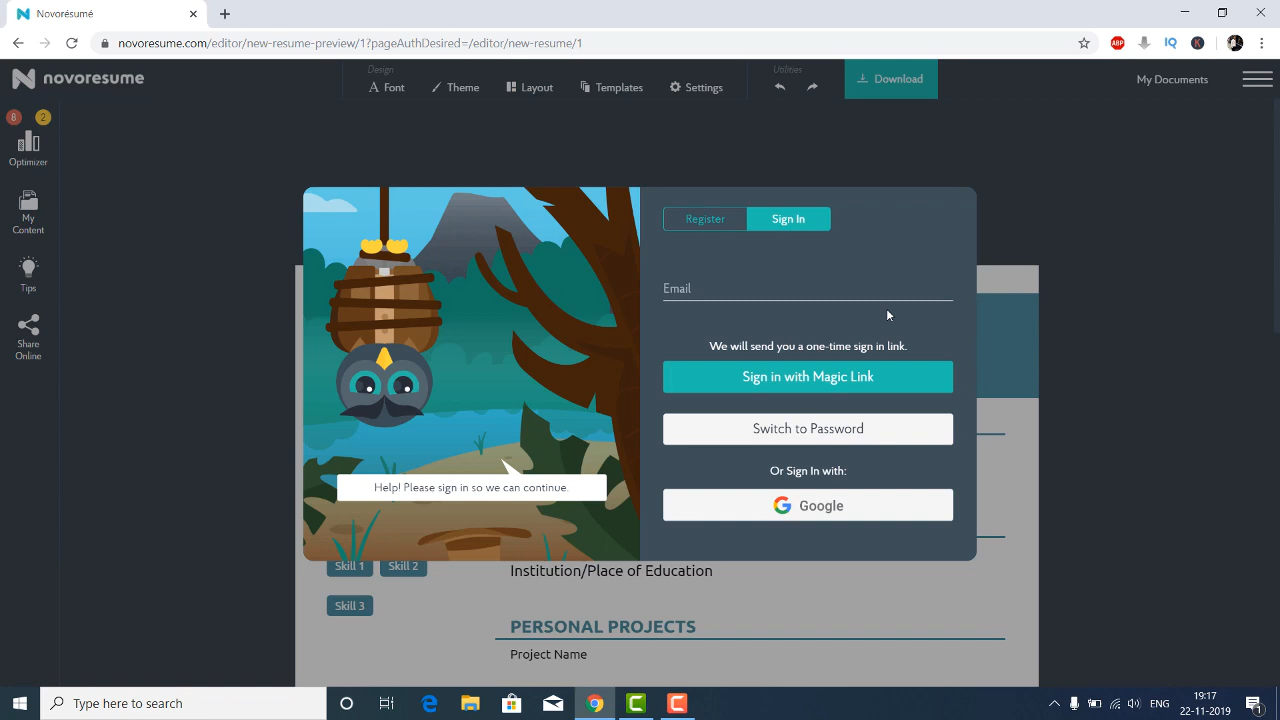 Novorésumé
novoresume.com/editor/new-resume-preview/1?pageAuthDesired=/editor/new-resume/1
ABP
IQ
K
novoresume
Design
Font
Theme
Layout
Templates
Settings
Utilities
Download
My Documents
8
2
Optimizer
My
Content
Tips
Share
Online
Register
Sign In
Email
We will send you a one-time sign in link.
Sign in with Magic Link
Switch to Password
Or Sign In with:
Google
Help! Please sign in so we can continue.
Skill 1
Skill 2
Skill 3
Institution/Place of Education
PERSONAL PROJECTS
Project Name
Type here to search
ENG
19:17
22-11-2019
1